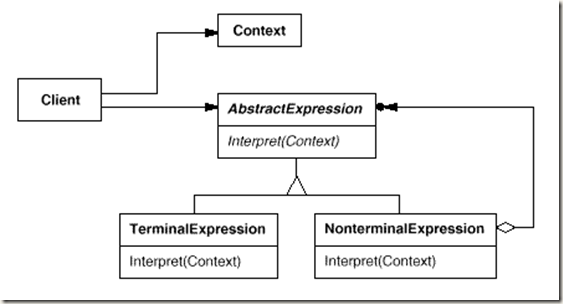 Context
Client
AbstractExpression
Interpret(Context)
TerminalExpression
Interpret(Context)
NonterminalExpression
Interpret(Context)